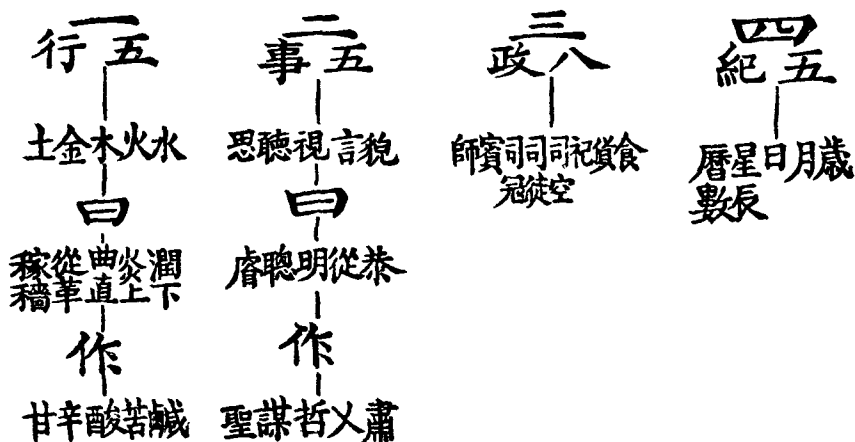 一
五行
水火木金土
曰
潤下炎上曲直從革稼穡
作
鹹苦酸辛甘
二
五事
貌言視聽思
曰
恭從明聰睿
作
肅乂哲謀聖
三
八政
食貨祀司空司徒司冠賓師
四
五紀
歲月日星長曆數